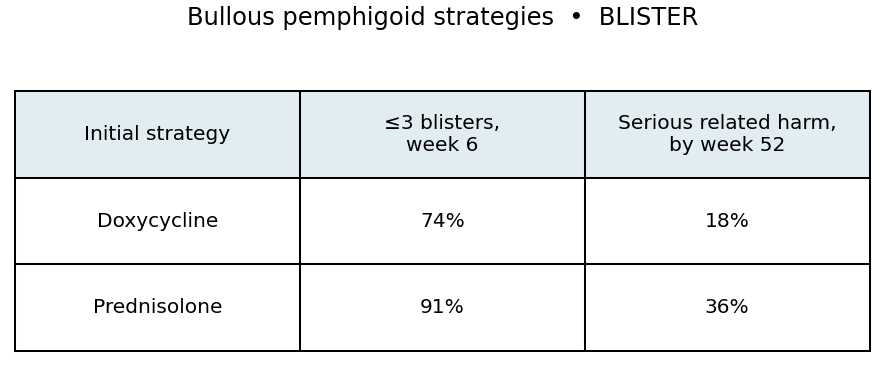 Bullous pemphigoid strategies • BLISTER
Initial strategy
≤3 blisters,
week 6
Serious related harm,
by week 52
Doxycycline
74%
18%
Prednisolone
91%
36%